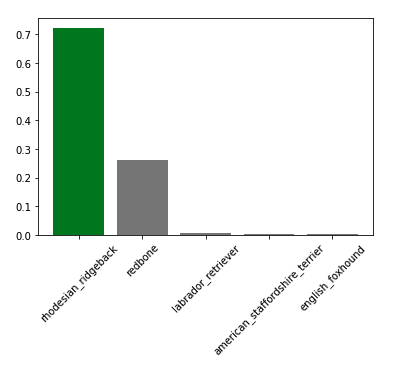 0.7
0.6
0.5
0.4
0.3
0.2
0.1
0.0
rhodesian_ridgeback
redbone
labrador_retriever
american_staffordshire_terrier
english_foxhound